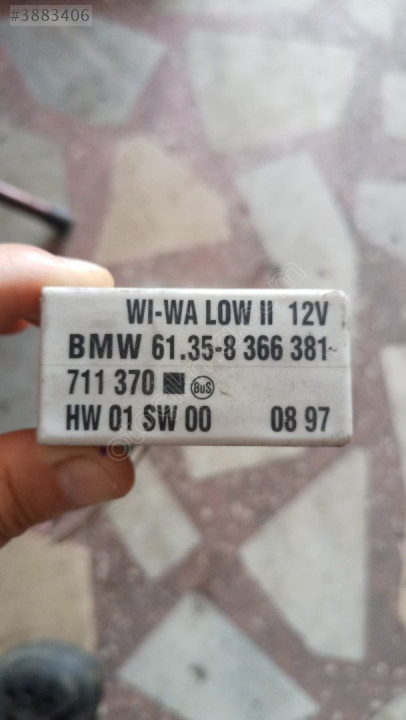 #3883406
WI-WA LOW II 12V
BMW 61.35-8 366 381-
711 370 BuS
HW 01 SW 00 08 97